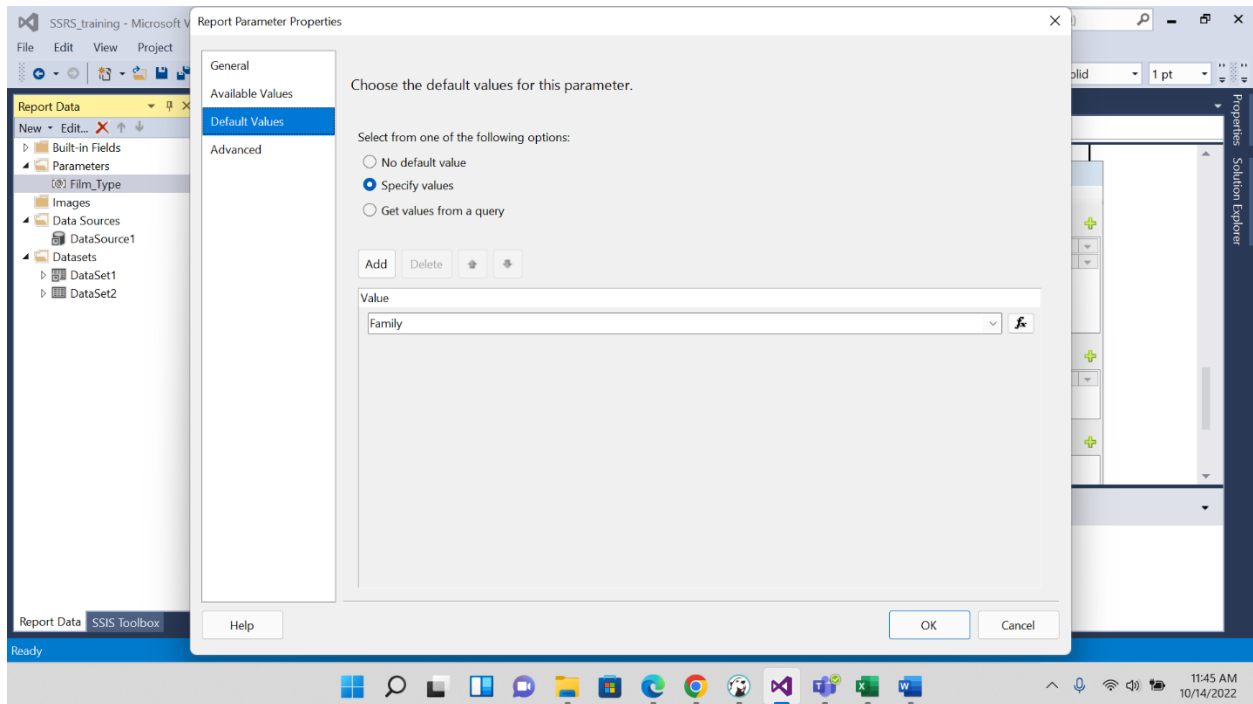 SSRS_training - Microsoft V
Report Parameter Properties
File Edit View Project
General
Available Values
Default Values
Advanced
Choose the default values for this parameter.
Select from one of the following options:
No default value
Specify values
Get values from a query
Add Delete
Value
Family
fx
Help
OK Cancel
olid
1 pt
Report Data
New Edit...
Built-in Fields
Parameters
[@] Film_Type
Images
Data Sources
DataSource1
Datasets
DataSet1
DataSet2
Properties
Solution Explorer
Report Data SSIS Toolbox
Ready
11:45 AM
10/14/2022